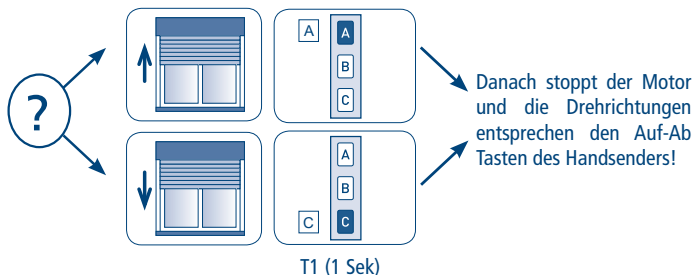 ?
A A
B
C
A
B
C C
T1 (1 Sek)
Danach stoppt der Motor
und die Drehrichtungen
entsprechen den Auf-Ab
Tasten des Handsenders!